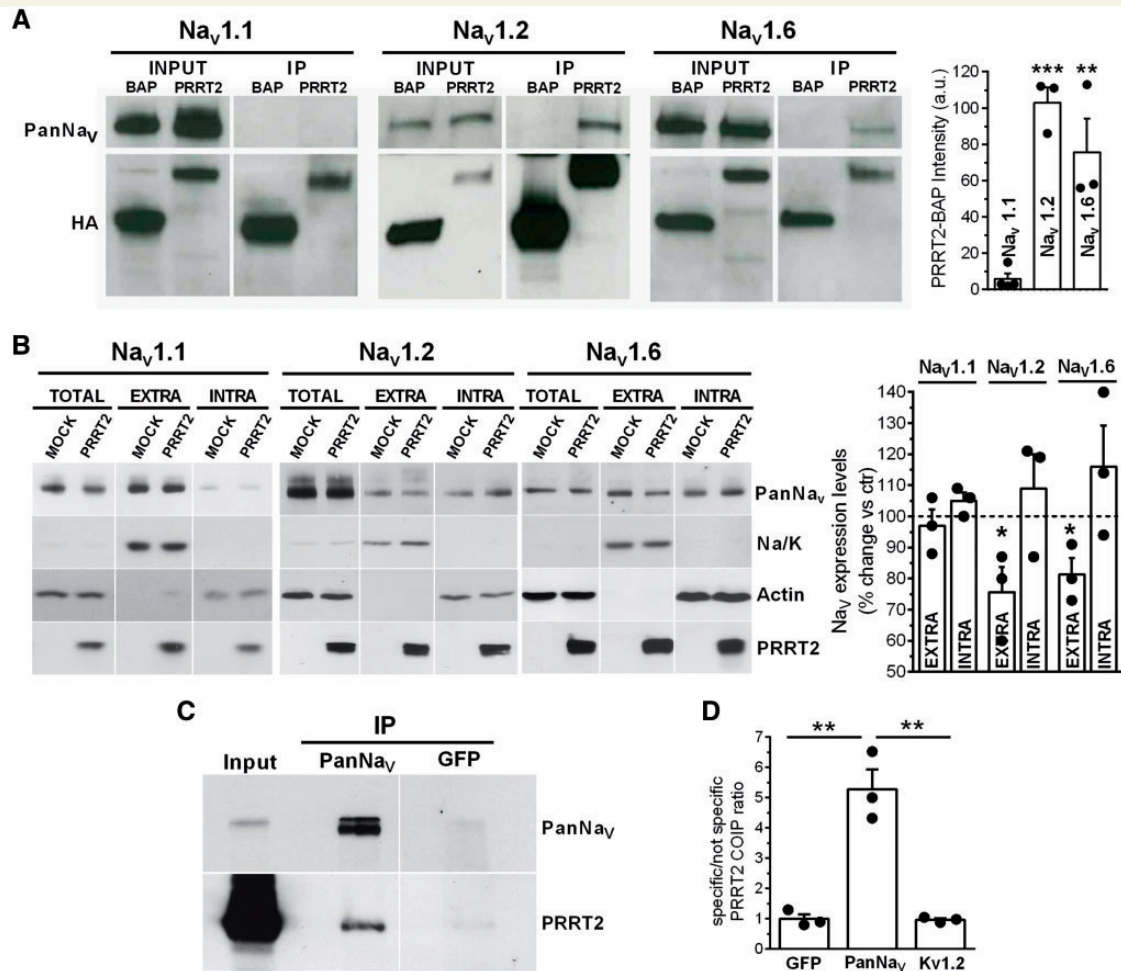 A
Nav1.1 Nav1.2 Nav1.6
INPUT IP INPUT IP INPUT IP
BAP PRRT2 BAP PRRT2 BAP PRRT2 BAP PRRT2 BAP PRRT2 BAP PRRT2
PanNav
HA
PRRT2-BAP Intensity (a.u.)
120
100
80
60
40
20
0
*** **
Nav 1.1 Nav 1.2 Nav 1.6
B
Nav1.1 Nav1.2 Nav1.6
TOTAL EXTRA INTRA TOTAL EXTRA INTRA TOTAL EXTRA INTRA
MOCK PRRT2 MOCK PRRT2 MOCK PRRT2 MOCK PRRT2 MOCK PRRT2 MOCK PRRT2 MOCK PRRT2 MOCK PRRT2 MOCK PRRT2
PanNav
Na/K
Actin
PRRT2
Nav1.1 Nav1.2 Nav1.6
Nav expression levels
(% change vs ctr)
140
130
120
110
100
90
80
70
60
50
* *
EXTRA INTRA EXTRA INTRA EXTRA INTRA
C
IP
Input PanNav GFP
PanNav
PRRT2
D
specific/not specific
PRRT2 COIP ratio
7
6
5
4
3
2
1
0
** **
GFP PanNav Kv1.2